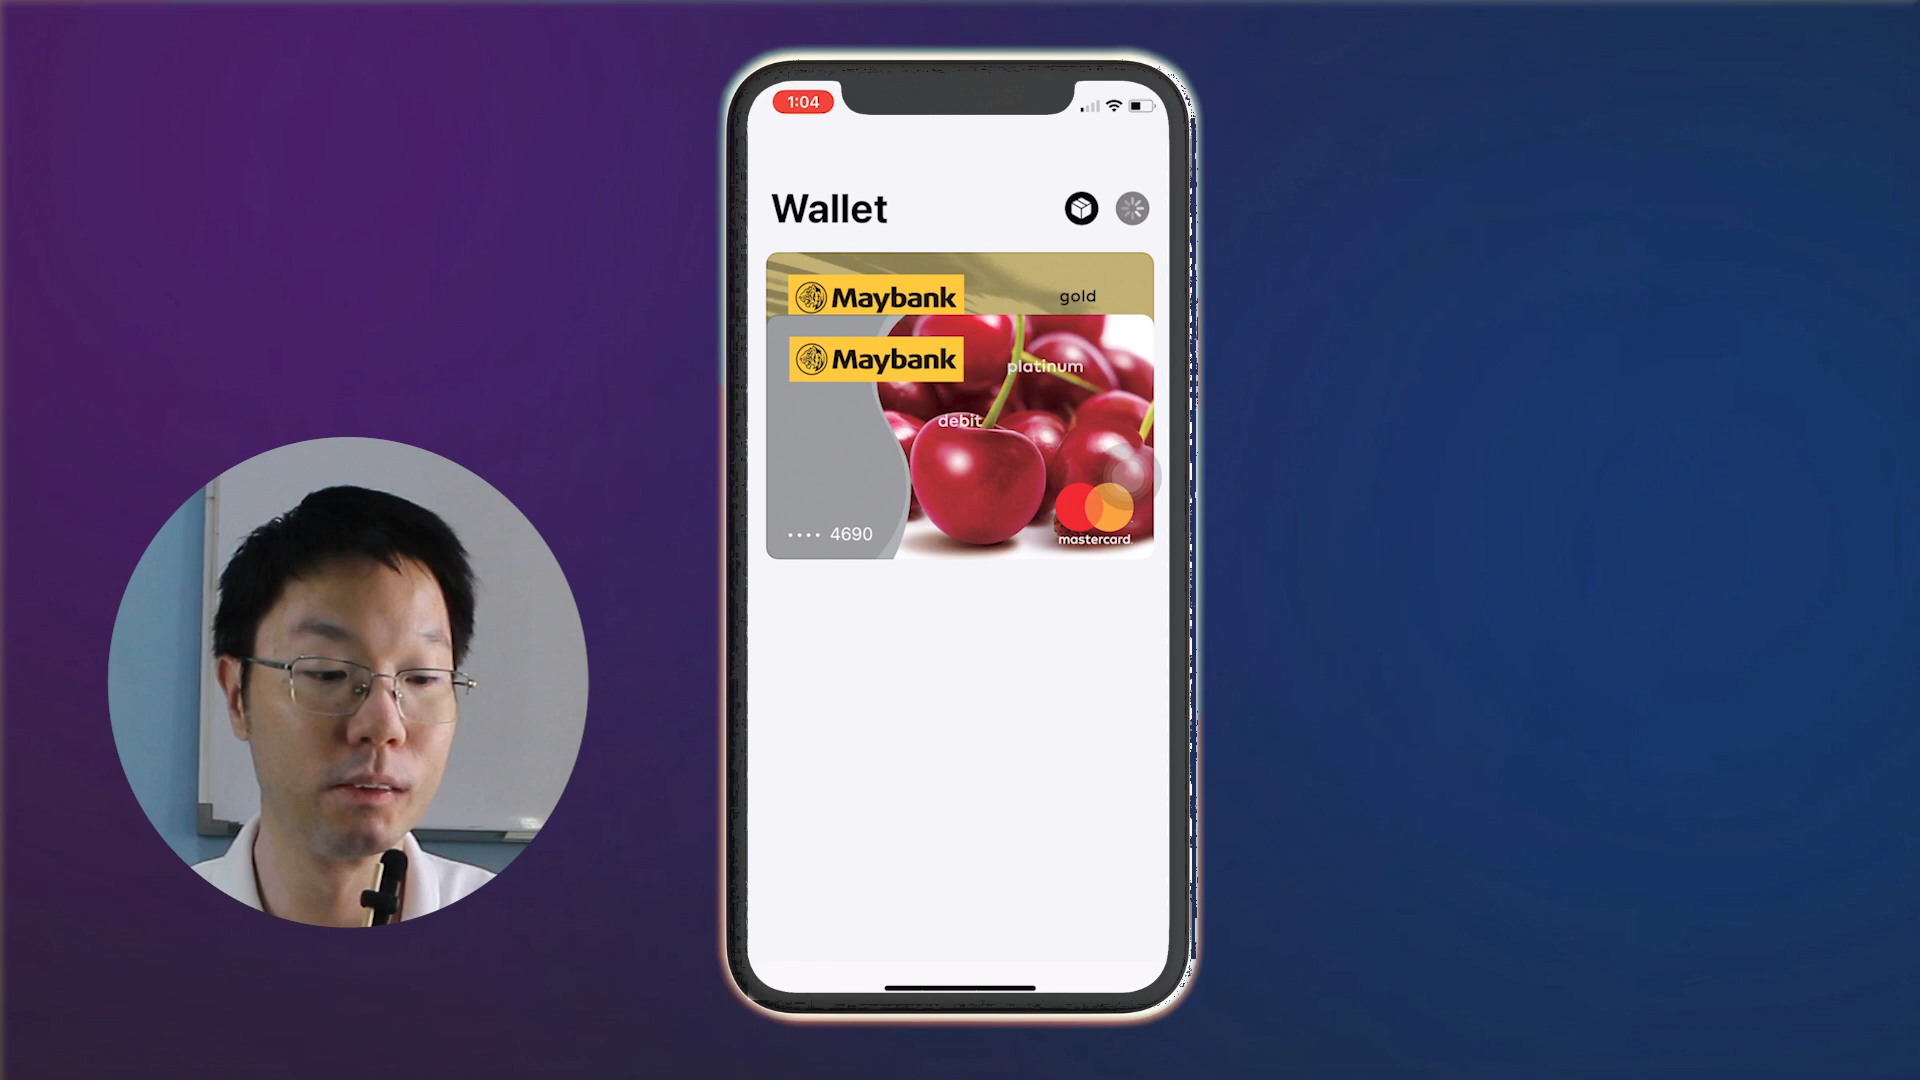 1:04
Wallet
Maybank
gold
Maybank
platinum
debit
•••• 4690
mastercard.